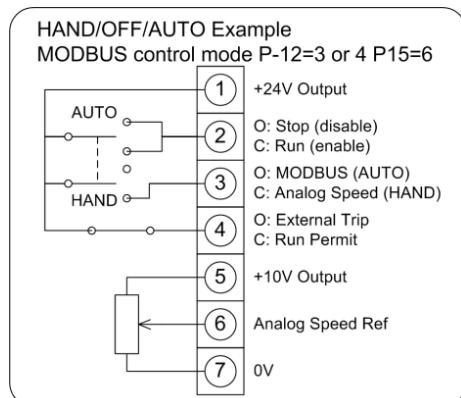 HAND/OFF/AUTO Example
MODBUS control mode P-12=3 or 4 P15=6
AUTO
HAND
1 +24V Output
2 O: Stop (disable)
C: Run (enable)
3 O: MODBUS (AUTO)
C: Analog Speed (HAND)
4 O: External Trip
C: Run Permit
5 +10V Output
6 Analog Speed Ref
7 0V